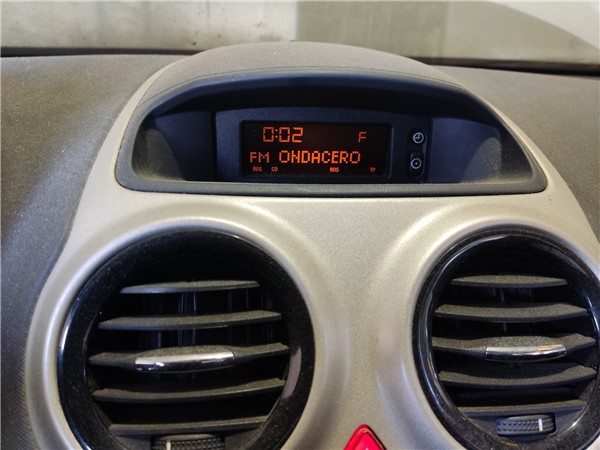 0:02 F
FM ONDACERO
REG CD RDS TP